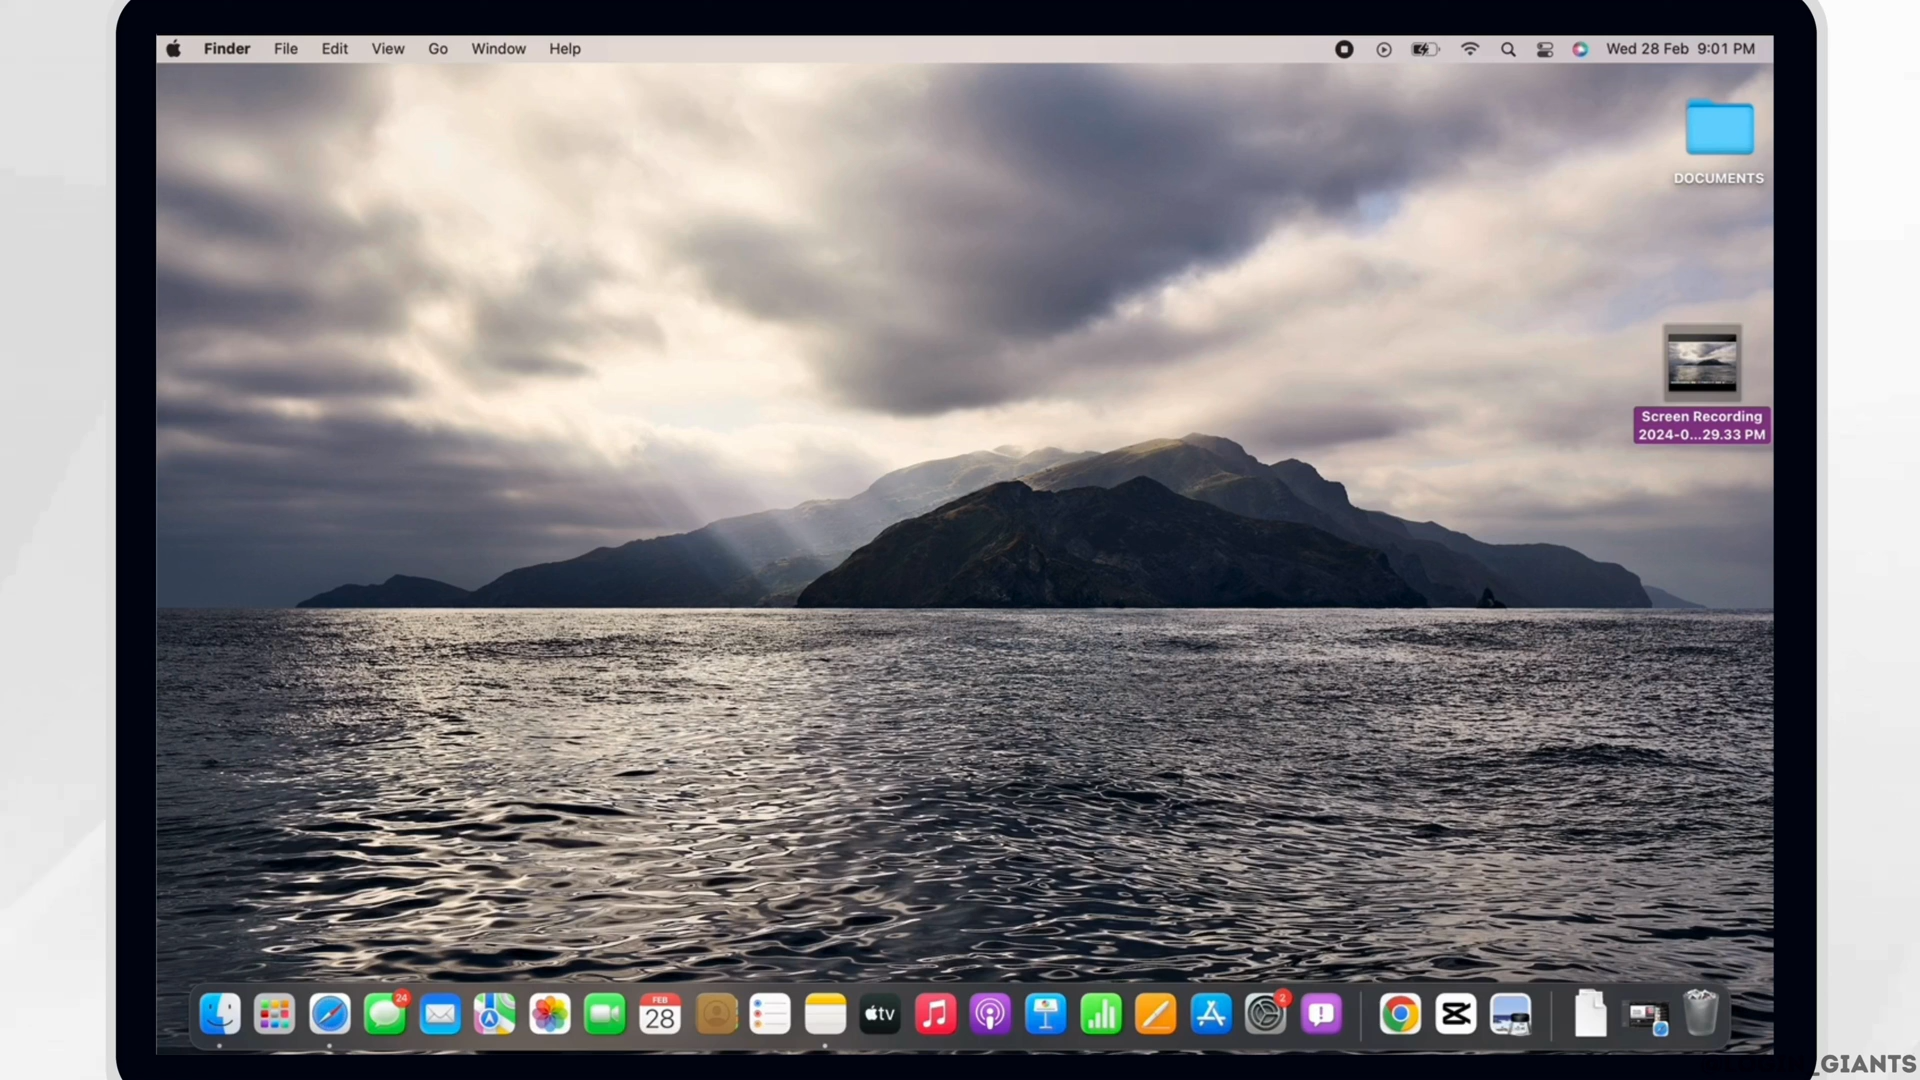 Finder File Edit View Go Window Help Wed 28 Feb 9:01 PM
DOCUMENTS
Screen Recording
2024-0...29.33 PM
24
FEB
28
tv
2
_GIANTS